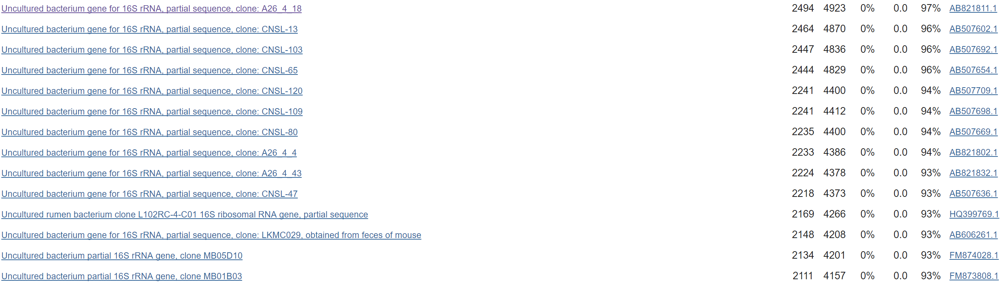 Uncultured bacterium gene for 16S rRNA, partial sequence, clone: A26_4_18 2494 4923 0% 0.0 97% AB821811.1
Uncultured bacterium gene for 16S rRNA, partial sequence, clone: CNSL-13 2464 4870 0% 0.0 96% AB507602.1
Uncultured bacterium gene for 16S rRNA, partial sequence, clone: CNSL-103 2447 4836 0% 0.0 96% AB507692.1
Uncultured bacterium gene for 16S rRNA, partial sequence, clone: CNSL-65 2444 4829 0% 0.0 96% AB507654.1
Uncultured bacterium gene for 16S rRNA, partial sequence, clone: CNSL-120 2241 4400 0% 0.0 94% AB507709.1
Uncultured bacterium gene for 16S rRNA, partial sequence, clone: CNSL-109 2241 4412 0% 0.0 94% AB507698.1
Uncultured bacterium gene for 16S rRNA, partial sequence, clone: CNSL-80 2235 4400 0% 0.0 94% AB507669.1
Uncultured bacterium gene for 16S rRNA, partial sequence, clone: A26_4_4 2233 4386 0% 0.0 94% AB821802.1
Uncultured bacterium gene for 16S rRNA, partial sequence, clone: A26_4_43 2224 4378 0% 0.0 93% AB821832.1
Uncultured bacterium gene for 16S rRNA, partial sequence, clone: CNSL-47 2218 4373 0% 0.0 93% AB507636.1
Uncultured rumen bacterium clone L102RC-4-C01 16S ribosomal RNA gene, partial sequence 2169 4266 0% 0.0 93% HQ399769.1
Uncultured bacterium gene for 16S rRNA, partial sequence, clone: LKMC029, obtained from feces of mouse 2148 4208 0% 0.0 93% AB606261.1
Uncultured bacterium partial 16S rRNA gene, clone MB05D10 2134 4201 0% 0.0 93% FM874028.1
Uncultured bacterium partial 16S rRNA gene, clone MB01B03 2111 4157 0% 0.0 93% FM873808.1